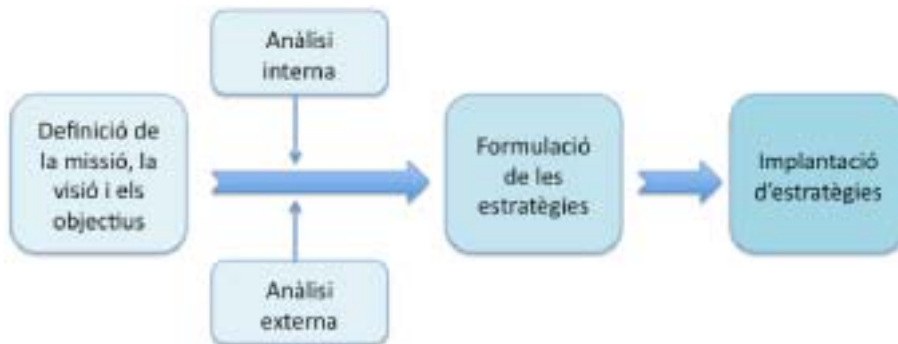 Anàlisi
interna
Definició de
la missió, la
visió i els
objectius
Formulació
de les
estratègies
Implantació
d'estratègies
Anàlisi
externa